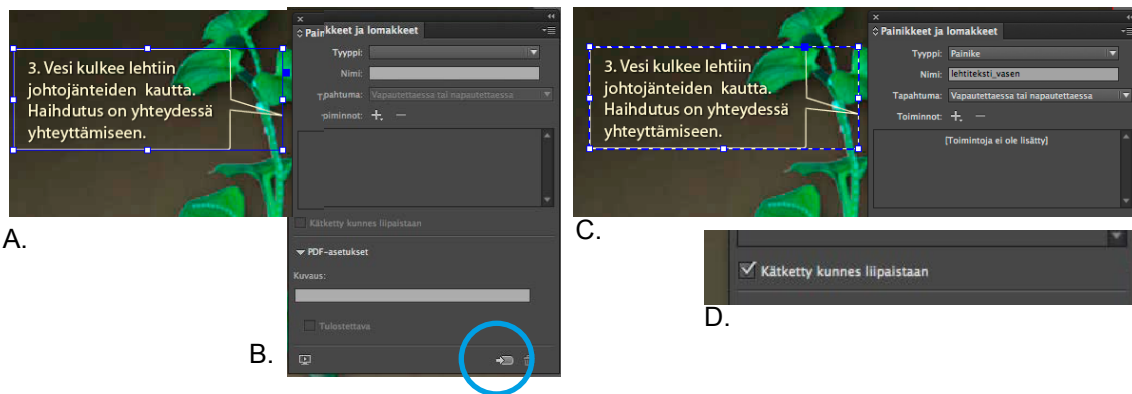 3. Vesi kulkee lehtiin
johtojänteiden kautta.
Haihdutus on yhteydessä
yhteyttämiseen.
A.
Painikkeet ja lomakkeet
Tyyppi:
Nimi:
Tapahtuma: Vapautettaessa tai napautettaessa
Toiminnot:
Kätketty kunnes liipaistaan
PDF-asetukset
Kuvaus:
Tulostettava
B.
3. Vesi kulkee lehtiin
johtojänteiden kautta.
Haihdutus on yhteydessä
yhteyttämiseen.
C.
Painikkeet ja lomakkeet
Tyyppi: Painike
Nimi: lehtiteksti_vasen
Tapahtuma: Vapautettaessa tai napautettaessa
Toiminnot:
[Toimintoja ei ole lisätty]
Kätketty kunnes liipaistaan
D.